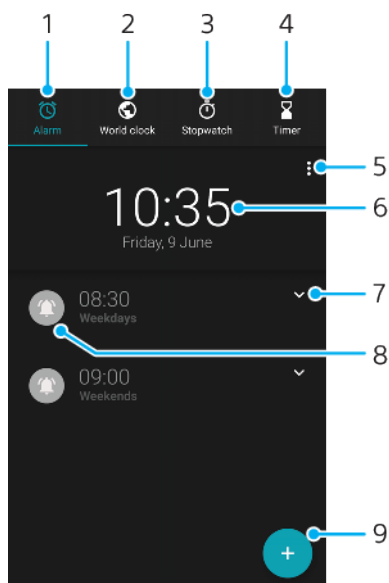 1 2 3 4
Alarm World clock Stopwatch Timer
5
10:35 6
Friday, 9 June
08:30 7
Weekdays
8
09:00
Weekends
+ 9